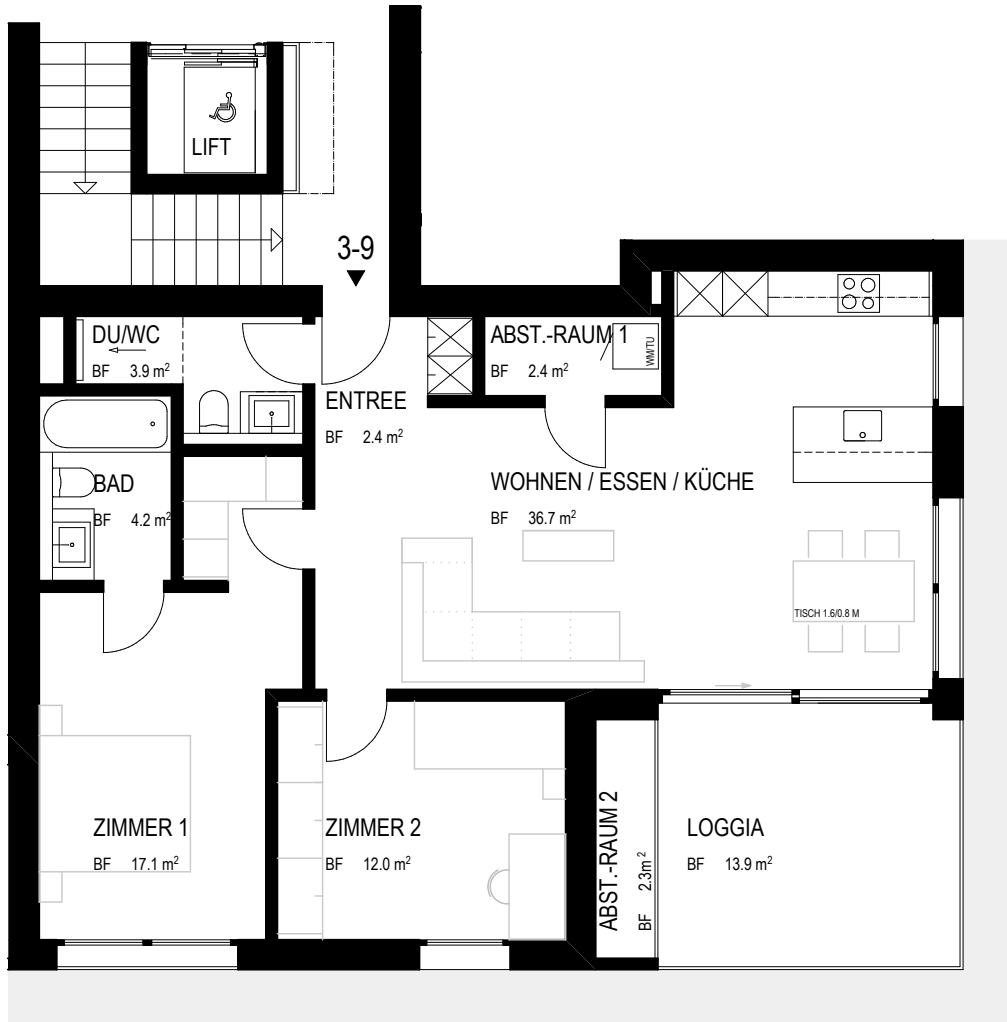 LIFT
3-9
DU/WC
BF 3.9 m²
ABST.-RAUM 1
BF 2.4 m²
WM/TU
ENTREE
BF 2.4 m²
BAD
BF 4.2 m²
WOHNEN / ESSEN / KÜCHE
BF 36.7 m²
TISCH 1.6/0.8 M
ZIMMER 1
BF 17.1 m²
ZIMMER 2
BF 12.0 m²
ABST.-RAUM 2
BF 2.3m²
LOGGIA
BF 13.9 m²